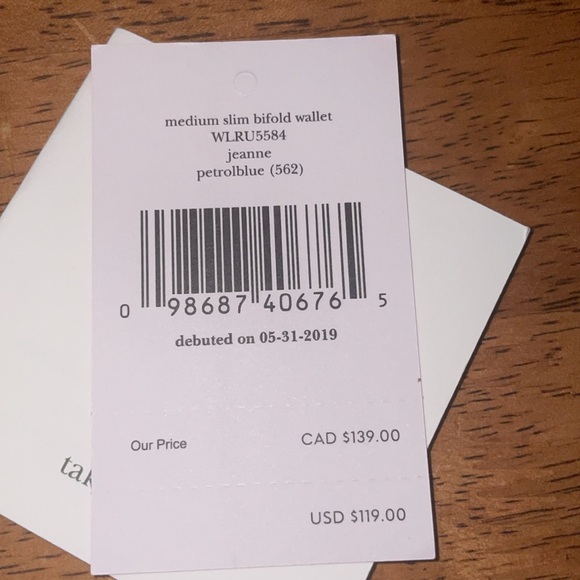 medium slim bifold wallet
WLRU5584
jeanne
petrolblue (562)
0 98687 40676 5
debuted on 05-31-2019
Our Price CAD $139.00
USD $119.00